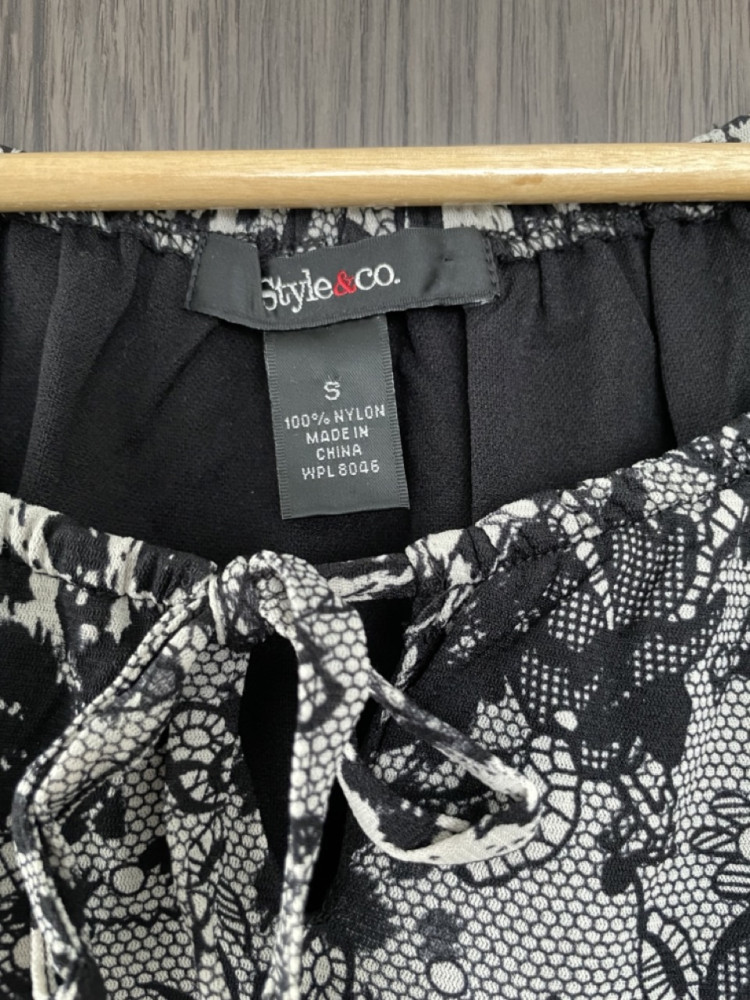 Style&co.
S
100% NYLON
MADE IN
CHINA
WPL 8046